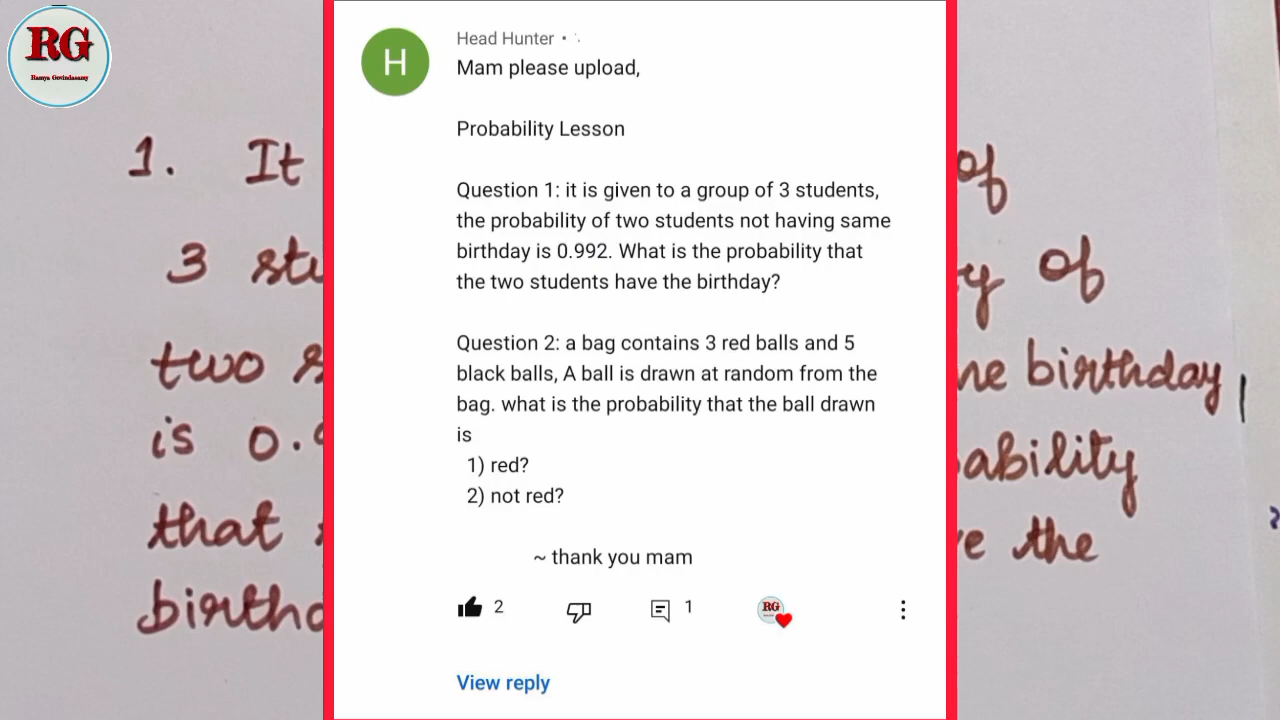 RG
Ramya Govindasamy
1. It
of
3 stu
y of
two s
me birthday
is 0.9
ability
that
e the
birthd
H
Head Hunter
Mam please upload,
Probability Lesson
Question 1: it is given to a group of 3 students,
the probability of two students not having same
birthday is 0.992. What is the probability that
the two students have the birthday?
Question 2: a bag contains 3 red balls and 5
black balls, A ball is drawn at random from the
bag. what is the probability that the ball drawn
is
1) red?
2) not red?
~ thank you mam
2
1
RG
View reply